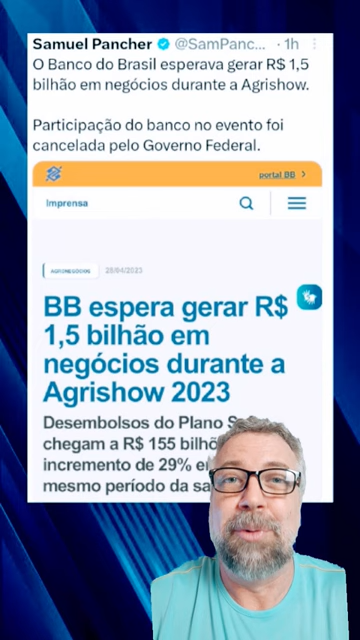 Samuel Pancher @SamPanc... · 1h
O Banco do Brasil esperava gerar R$ 1,5
bilhão em negócios durante a Agrishow.
Participação do banco no evento foi
cancelada pelo Governo Federal.
portal BB
Imprensa
AGRONEGÓCIOS 25/04/2023
BB espera gerar R$
1,5 bilhão em
negócios durante a
Agrishow 2023
Desembolsos do Plano
chegam a R$ 155
incremento de 29%
mesmo período da